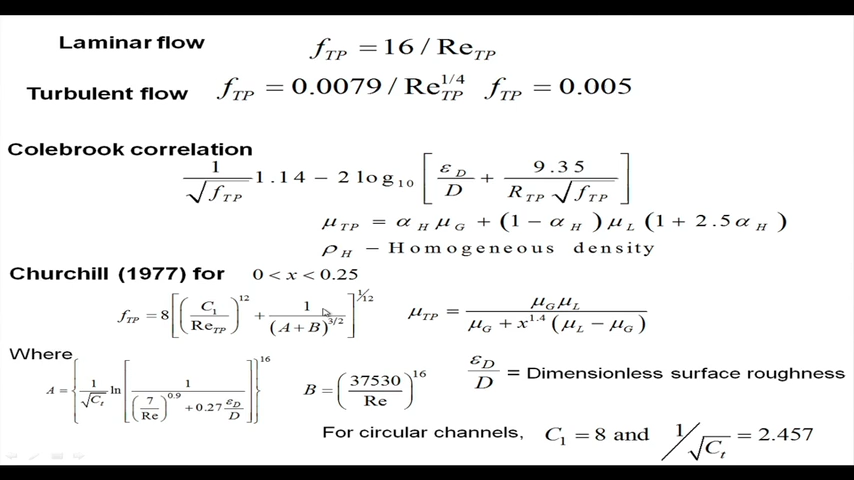 Laminar flow f_TP = 16 / Re_TP
Turbulent flow f_TP = 0.0079 / Re_TP^1/4 f_TP = 0.005
Colebrook correlation
1/√f_TP 1.14 − 2 log_10 [ε_D/D + 9.35/(R_TP √f_TP)]
μ_TP = α_H μ_G + (1 − α_H) μ_L (1 + 2.5 α_H)
ρ_H – Homogeneous density
Churchill (1977) for 0 < x < 0.25
f_TP = 8[(C_1/Re_TP)^12 + 1/(A + B)^3/2]^1/12 μ_TP = μ_G μ_L / (μ_G + x^1.4 (μ_L − μ_G))
Where
A = {1/√C_t ln[1/((7/Re)^0.9 + 0.27 ε_D/D)]}^16 B = (37530/Re)^16 ε_D/D = Dimensionless surface roughness
For circular channels, C_1 = 8 and 1/√C_t = 2.457